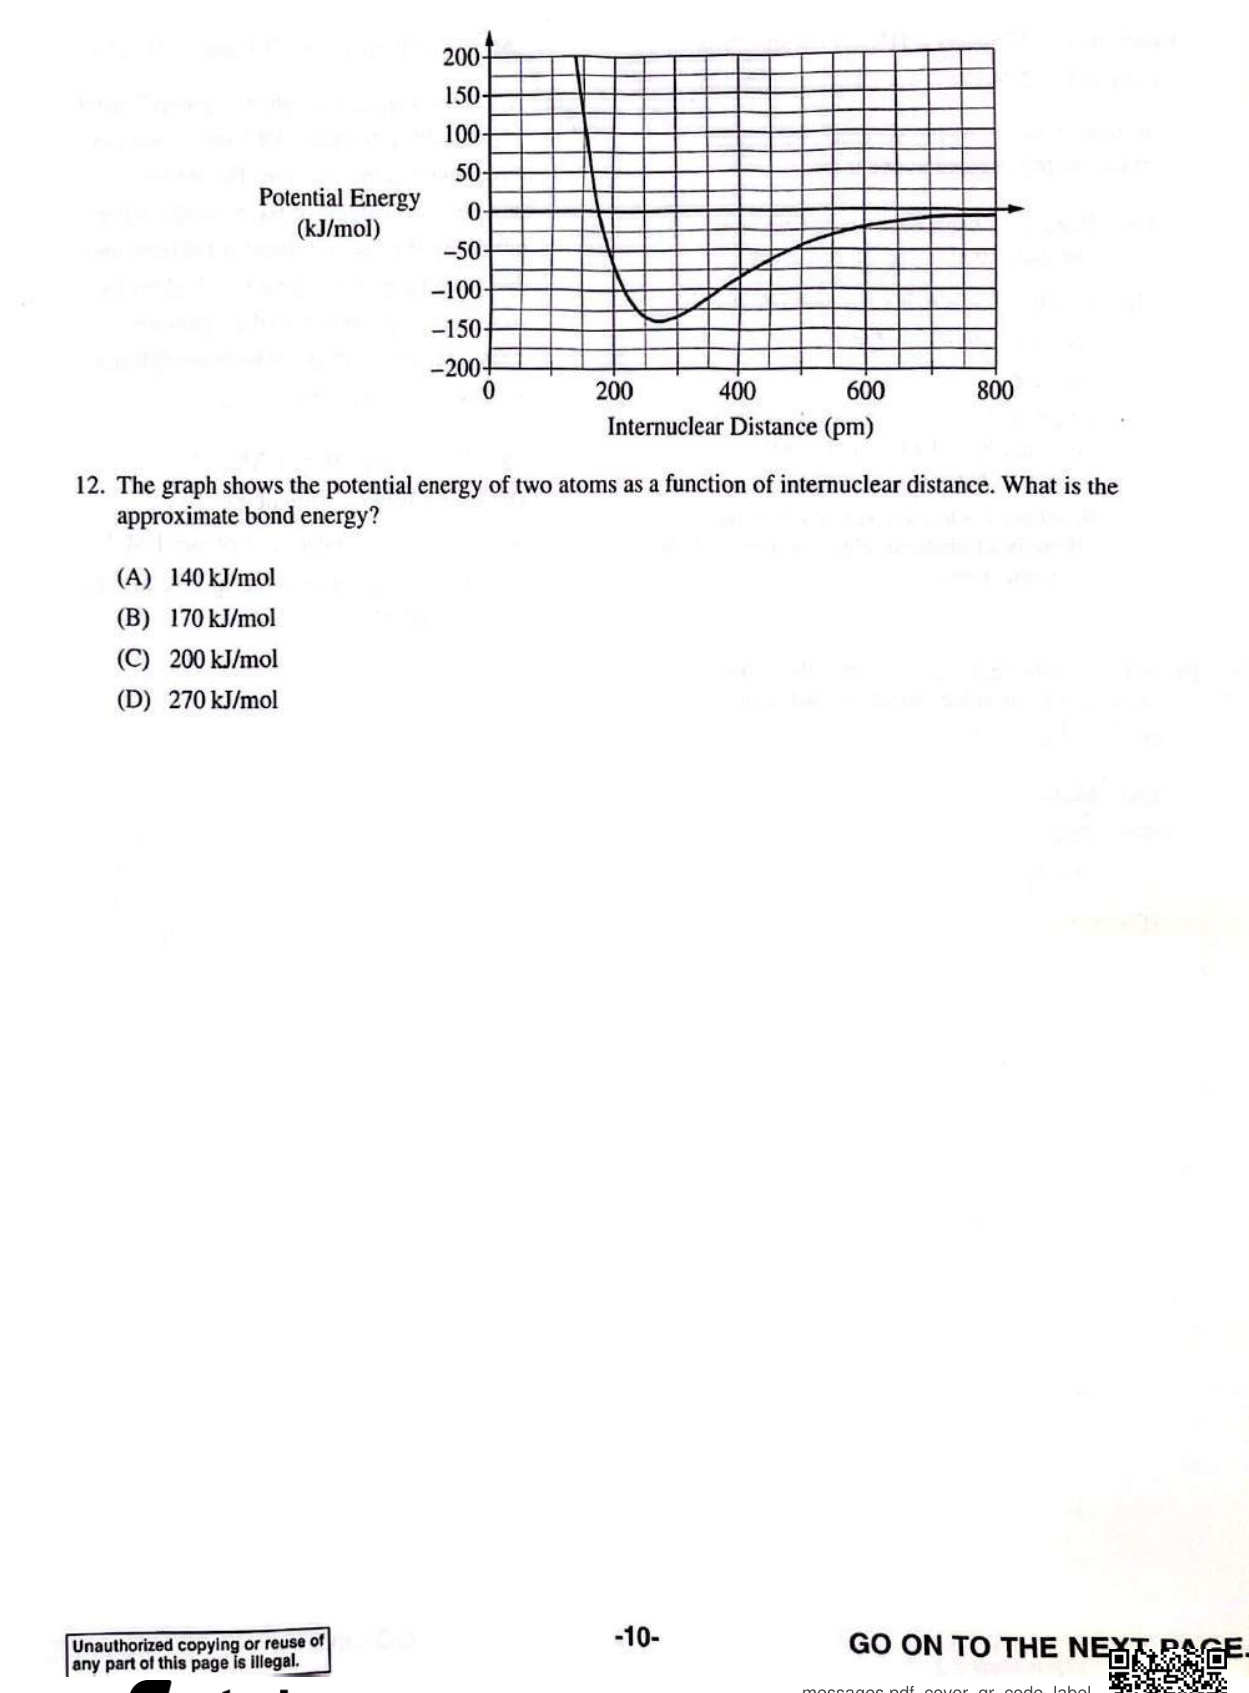 200
150
100
50
Potential Energy
(kJ/mol)
0
−50
−100
−150
−200
0 200 400 600 800
Internuclear Distance (pm)
12. The graph shows the potential energy of two atoms as a function of internuclear distance. What is the
approximate bond energy?
(A) 140 kJ/mol
(B) 170 kJ/mol
(C) 200 kJ/mol
(D) 270 kJ/mol
Unauthorized copying or reuse of
any part of this page is illegal.
-10-
GO ON TO THE NEXT PAGE.
messages.pdf_cover_qr_code_label